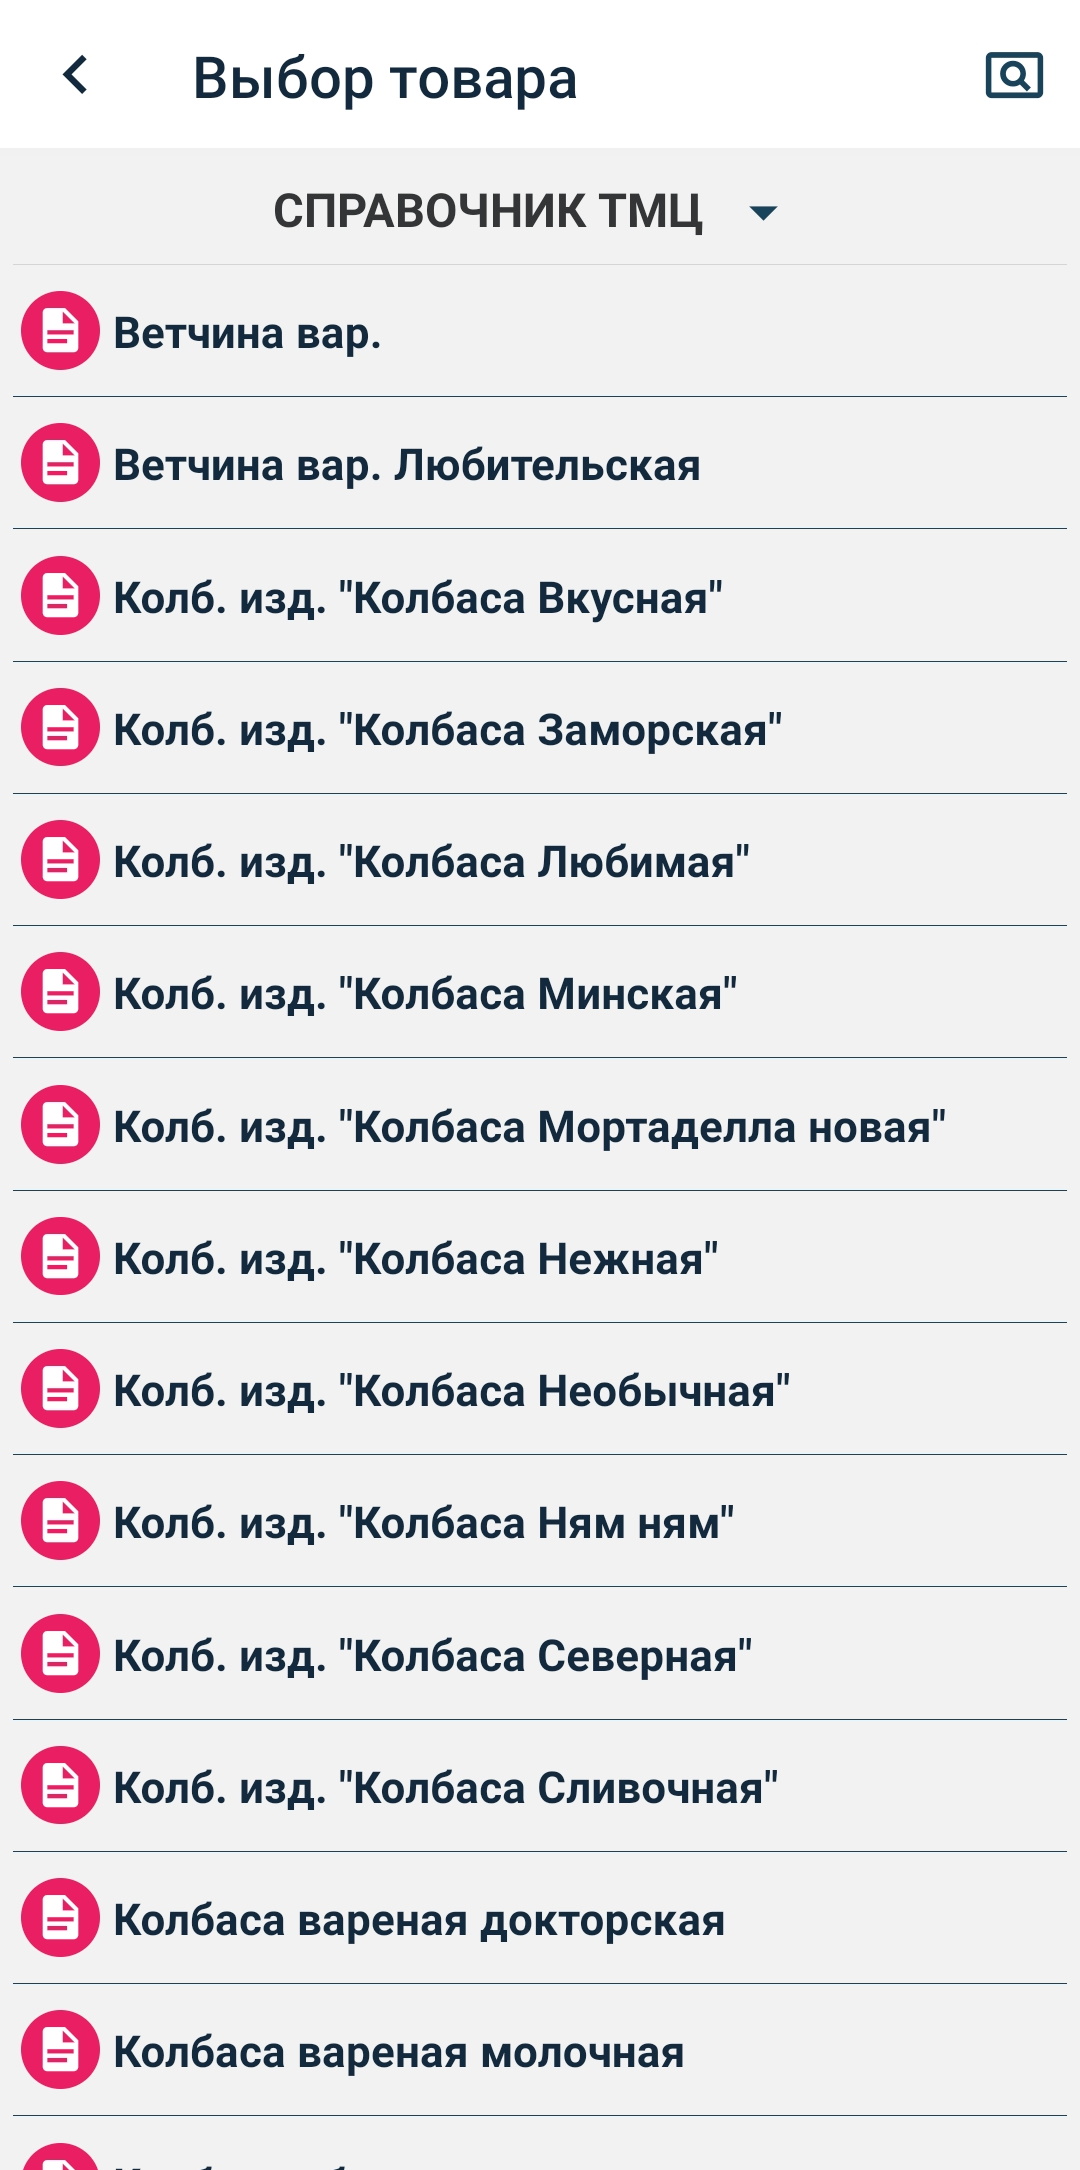 Выбор товара
СПРАВОЧНИК ТМЦ
Ветчина вар.
Ветчина вар. Любительская
Колб. изд. "Колбаса Вкусная"
Колб. изд. "Колбаса Заморская"
Колб. изд. "Колбаса Любимая"
Колб. изд. "Колбаса Минская"
Колб. изд. "Колбаса Мортаделла новая"
Колб. изд. "Колбаса Нежная"
Колб. изд. "Колбаса Необычная"
Колб. изд. "Колбаса Ням ням"
Колб. изд. "Колбаса Северная"
Колб. изд. "Колбаса Сливочная"
Колбаса вареная докторская
Колбаса вареная молочная